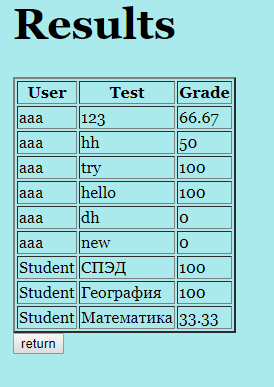 Results
User Test Grade
aaa 123 66.67
aaa hh 50
aaa try 100
aaa hello 100
aaa dh 0
aaa new 0
Student СПЭД 100
Student География 100
Student Математика 33.33
return